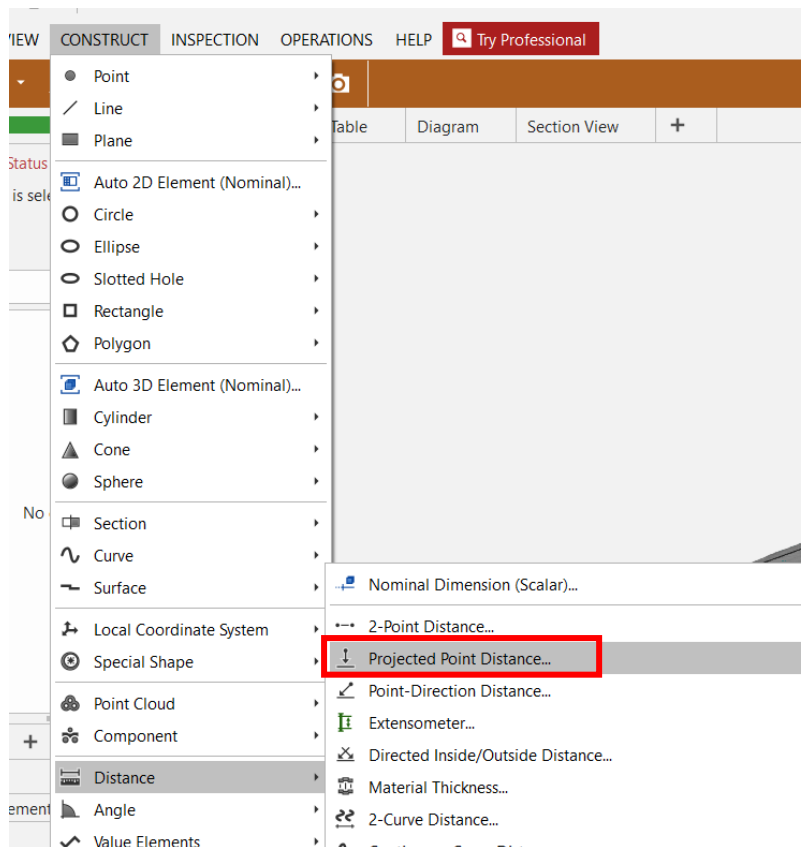 IEW CONSTRUCT INSPECTION OPERATIONS HELP Try Professional
Point
Line
Table Diagram Section View +
Plane
Status
Auto 2D Element (Nominal)...
is sele
Circle
Ellipse
Slotted Hole
Rectangle
Polygon
Auto 3D Element (Nominal)...
Cylinder
Cone
Sphere
No
Section
Curve
Surface
Nominal Dimension (Scalar)...
Local Coordinate System
2-Point Distance...
Special Shape
Projected Point Distance...
Point-Direction Distance...
Point Cloud
Extensometer...
+ Component
Directed Inside/Outside Distance...
Distance
Material Thickness...
ement Angle
2-Curve Distance...
Value Elements